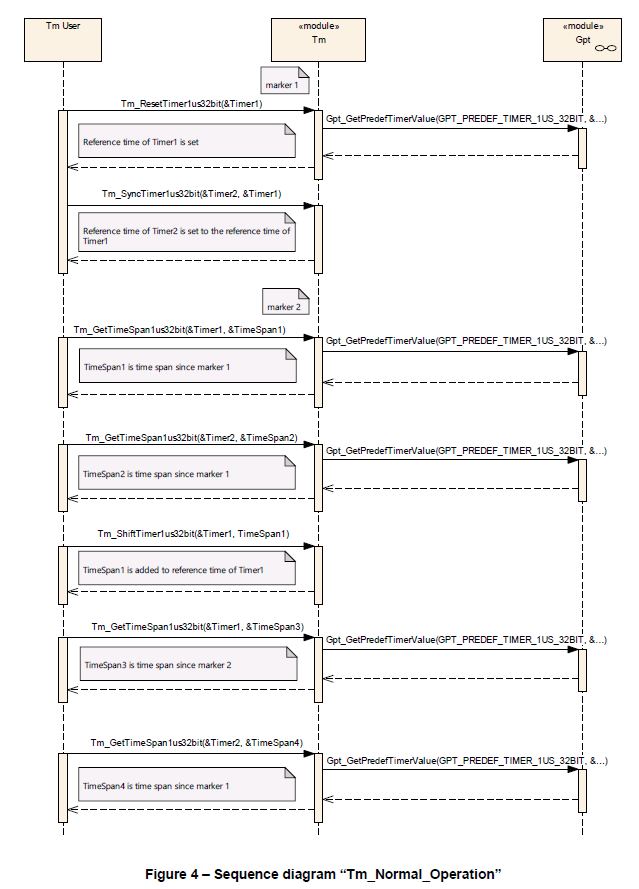 Tm User
«module»
Tm
«module»
Gpt
marker 1
Tm_ResetTimer1us32bit(&Timer1)
Gpt_GetPredefTimerValue(GPT_PREDEF_TIMER_1US_32BIT, &...)
Reference time of Timer1 is set
Tm_SyncTimer1us32bit(&Timer2, &Timer1)
Reference time of Timer2 is set to the reference time of
Timer1
marker 2
Tm_GetTimeSpan1us32bit(&Timer1, &TimeSpan1)
Gpt_GetPredefTimerValue(GPT_PREDEF_TIMER_1US_32BIT, &...)
TimeSpan1 is time span since marker 1
Tm_GetTimeSpan1us32bit(&Timer2, &TimeSpan2)
Gpt_GetPredefTimerValue(GPT_PREDEF_TIMER_1US_32BIT, &...)
TimeSpan2 is time span since marker 1
Tm_ShiftTimer1us32bit(&Timer1, TimeSpan1)
TimeSpan1 is added to reference time of Timer1
Tm_GetTimeSpan1us32bit(&Timer1, &TimeSpan3)
Gpt_GetPredefTimerValue(GPT_PREDEF_TIMER_1US_32BIT, &...)
TimeSpan3 is time span since marker 2
Tm_GetTimeSpan1us32bit(&Timer2, &TimeSpan4)
Gpt_GetPredefTimerValue(GPT_PREDEF_TIMER_1US_32BIT, &...)
TimeSpan4 is time span since marker 1
Figure 4 – Sequence diagram “Tm_Normal_Operation”